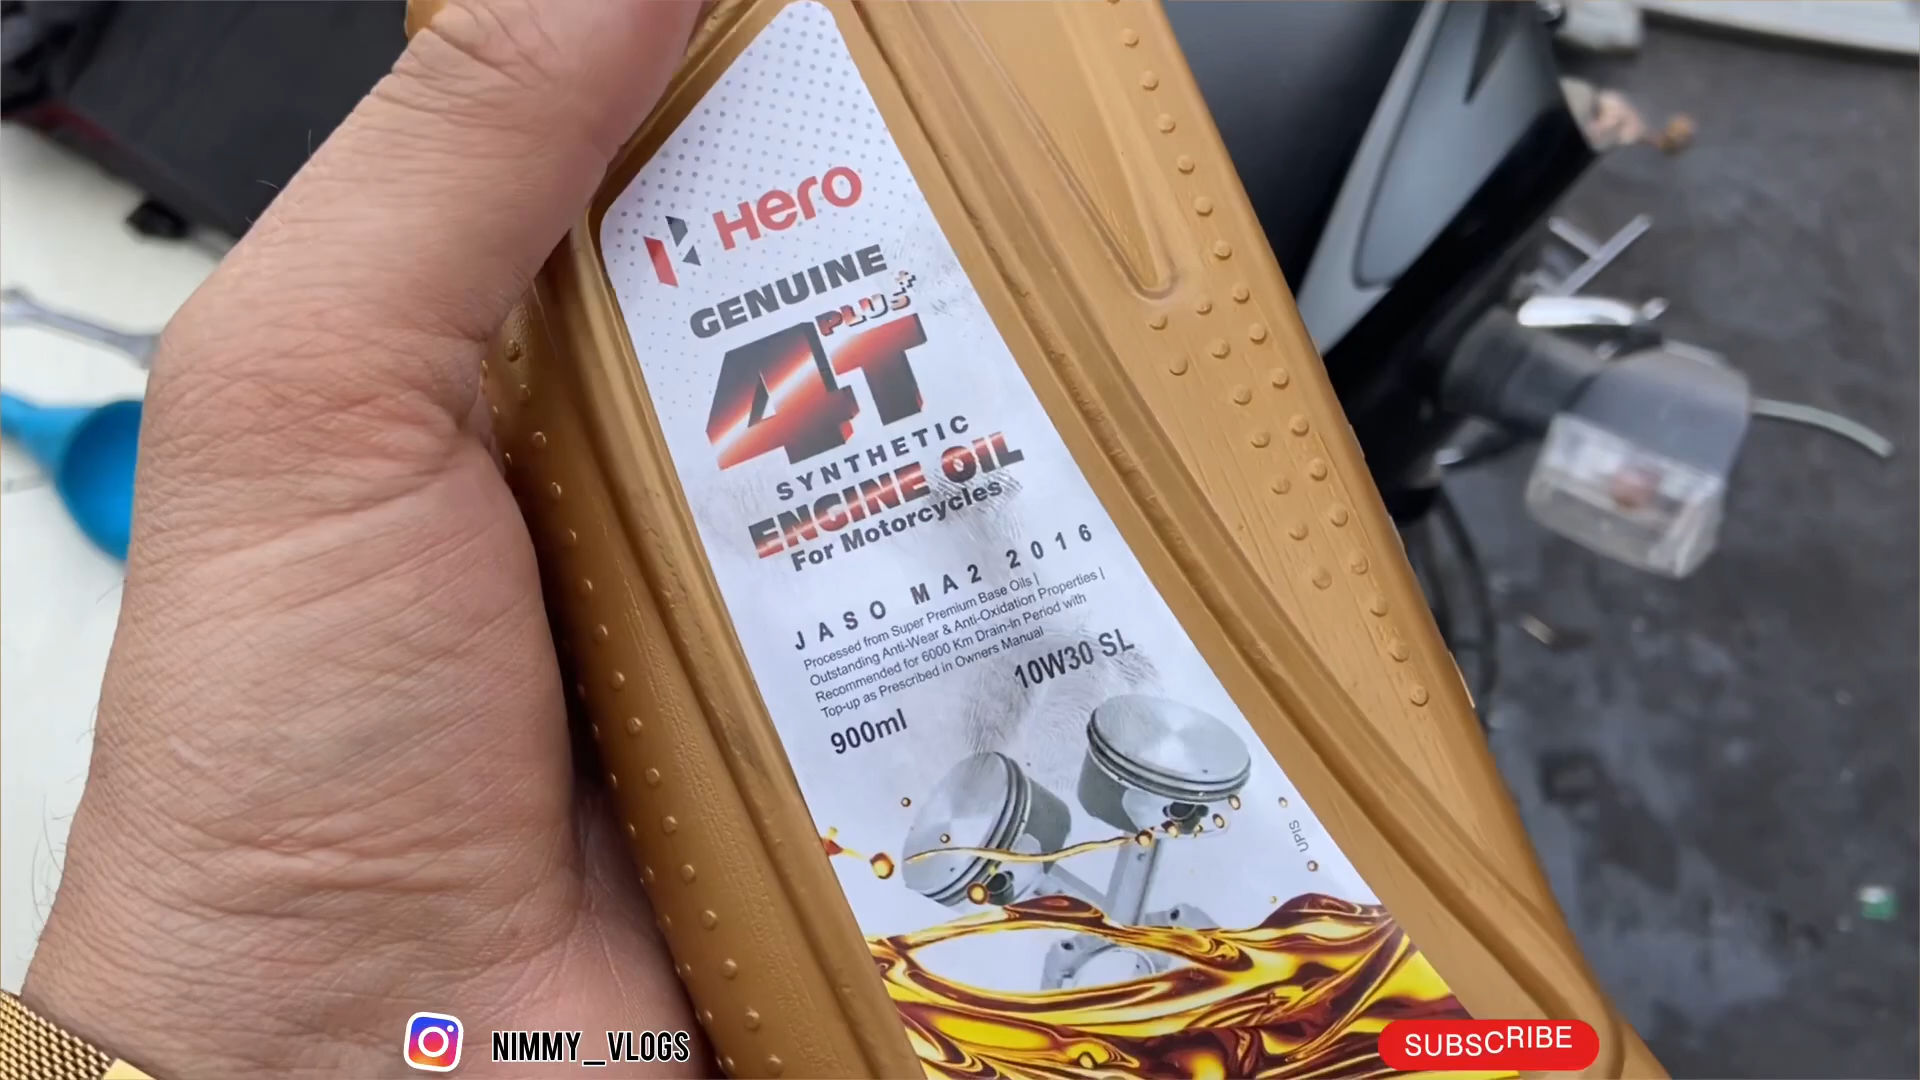 Hero
GENUINE
4T PLUS++
SYNTHETIC
ENGINE OIL
For Motorcycles
JASO MA2 2016
Processed from Super Premium Base Oils |
Outstanding Anti-Wear & Anti-Oxidation Properties |
Recommended for 6000 Km Drain-in Period with
Top-up as Prescribed in Owners Manual
10W30 SL
900ml
UPIS
NIMMY_VLOGS
SUBSCRIBE